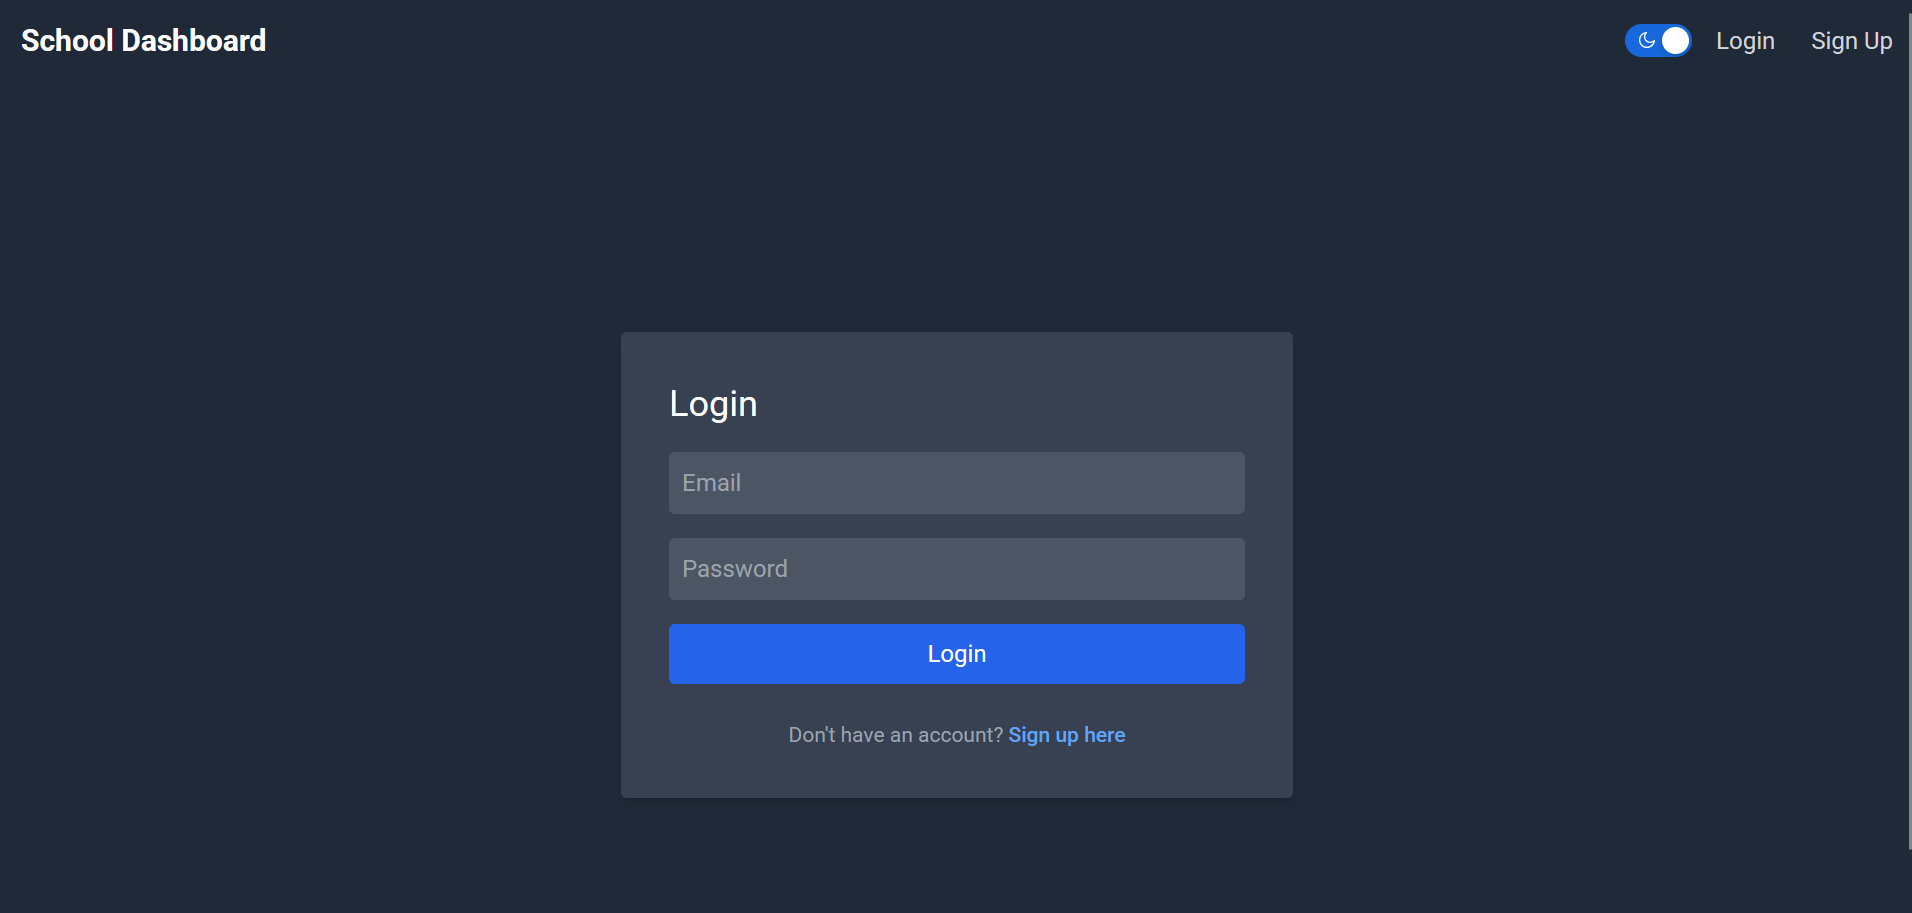 School Dashboard
Login
Sign Up
Login
Email
Password
Login
Don't have an account? Sign up here